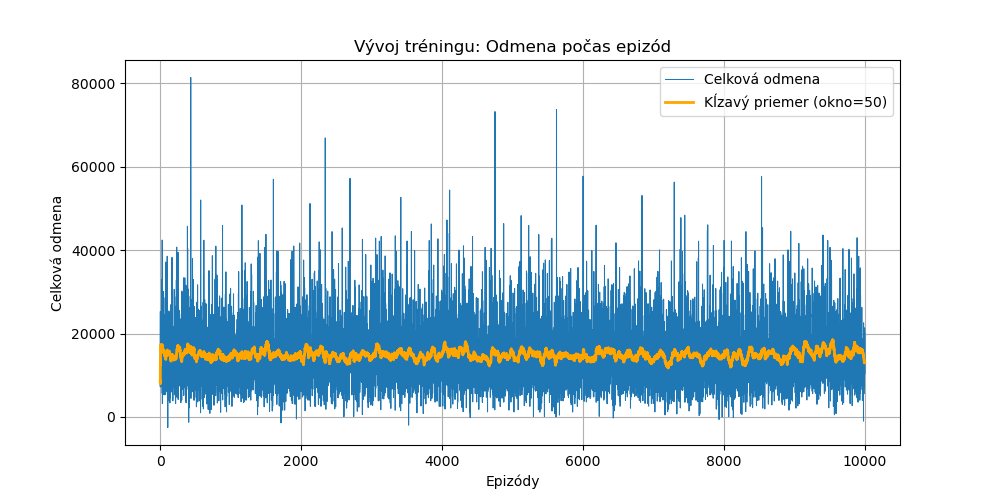 Vývoj tréningu: Odmena počas epizód
Celková odmena
Kĺzavý priemer (okno=50)
Celková odmena
80000
60000
40000
20000
0
0 2000 4000 6000 8000 10000
Epizódy